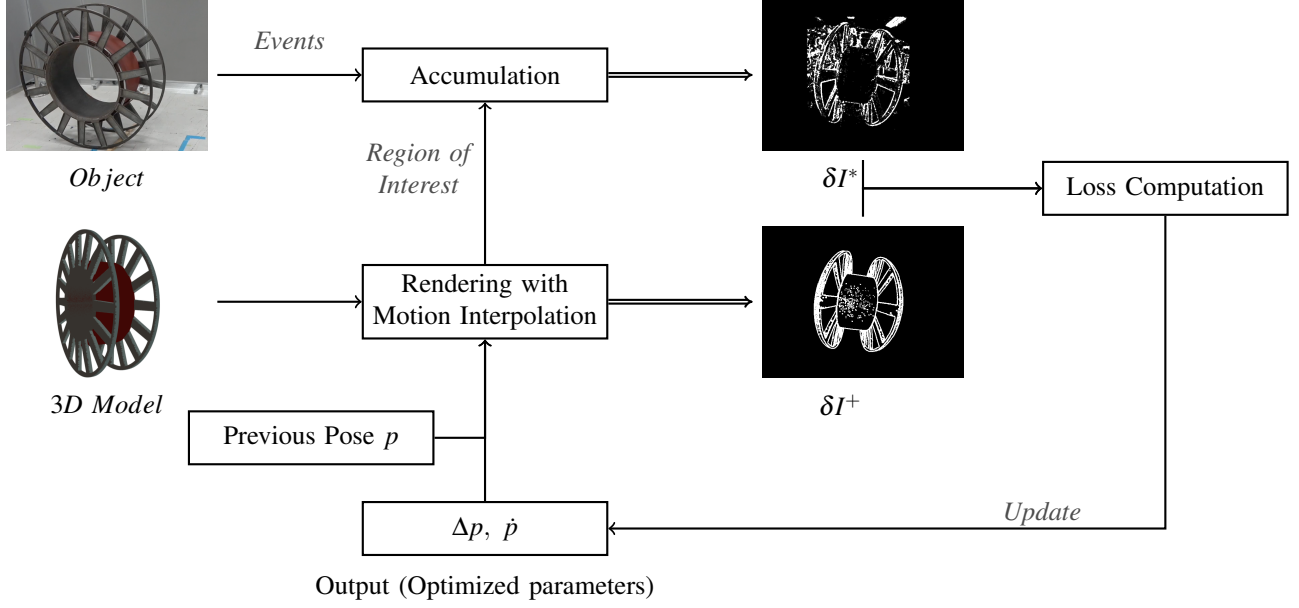 Events
Accumulation
Object
Region of
Interest
δI*
Loss Computation
Rendering with
Motion Interpolation
3D Model
δI⁺
Previous Pose p
Δp, ṗ
Update
Output (Optimized parameters)